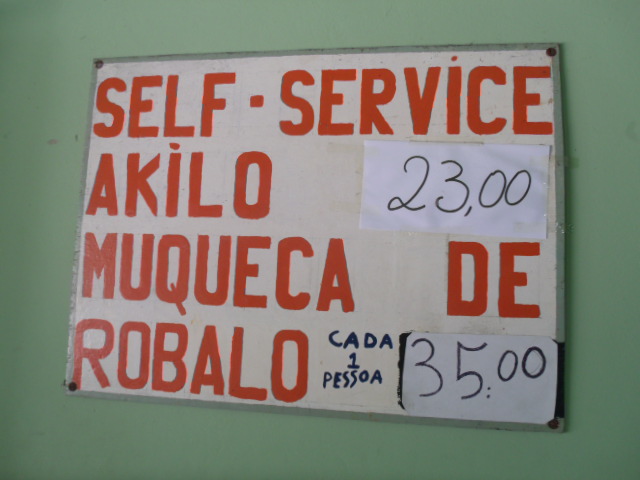 SELF - SERVICE
AKILO 23,00
MUQUECA DE
ROBALO CADA 1 PESSOA 35:00